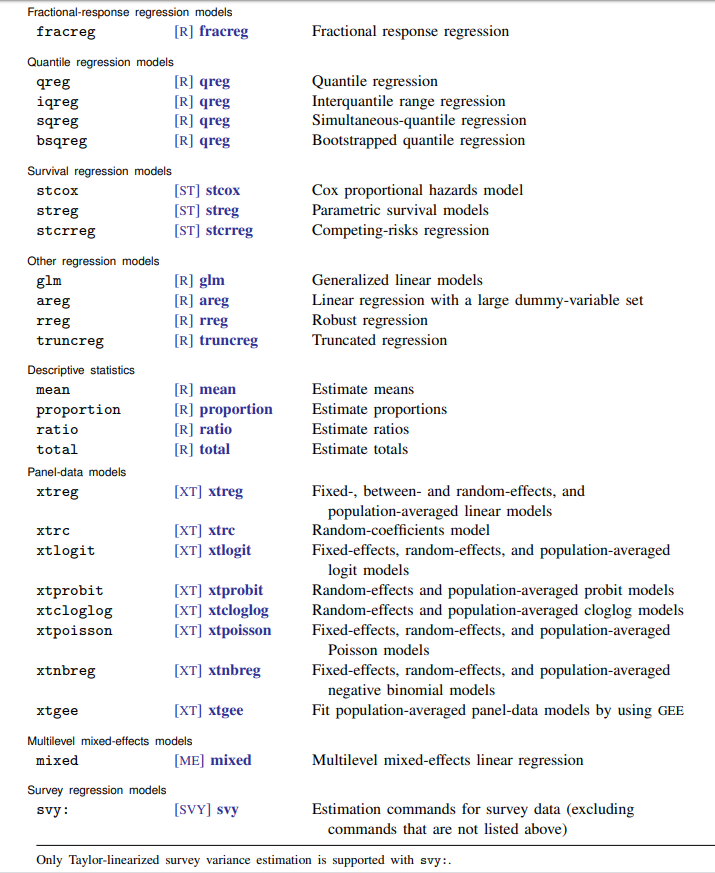 Fractional-response regression models
fracreg [R] fracreg Fractional response regression
Quantile regression models
qreg [R] qreg Quantile regression
iqreg [R] qreg Interquantile range regression
sqreg [R] qreg Simultaneous-quantile regression
bsqreg [R] qreg Bootstrapped quantile regression
Survival regression models
stcox [ST] stcox Cox proportional hazards model
streg [ST] streg Parametric survival models
stcrreg [ST] stcrreg Competing-risks regression
Other regression models
glm [R] glm Generalized linear models
areg [R] areg Linear regression with a large dummy-variable set
rreg [R] rreg Robust regression
truncreg [R] truncreg Truncated regression
Descriptive statistics
mean [R] mean Estimate means
proportion [R] proportion Estimate proportions
ratio [R] ratio Estimate ratios
total [R] total Estimate totals
Panel-data models
xtreg [XT] xtreg Fixed-, between- and random-effects, and
population-averaged linear models
xtrc [XT] xtrc Random-coefficients model
xtlogit [XT] xtlogit Fixed-effects, random-effects, and population-averaged
logit models
xtprobit [XT] xtprobit Random-effects and population-averaged probit models
xtcloglog [XT] xtcloglog Random-effects and population-averaged cloglog models
xtpoisson [XT] xtpoisson Fixed-effects, random-effects, and population-averaged
Poisson models
xtnbreg [XT] xtnbreg Fixed-effects, random-effects, and population-averaged
negative binomial models
xtgee [XT] xtgee Fit population-averaged panel-data models by using GEE
Multilevel mixed-effects models
mixed [ME] mixed Multilevel mixed-effects linear regression
Survey regression models
svy: [SVY] svy Estimation commands for survey data (excluding
commands that are not listed above)
Only Taylor-linearized survey variance estimation is supported with svy:.